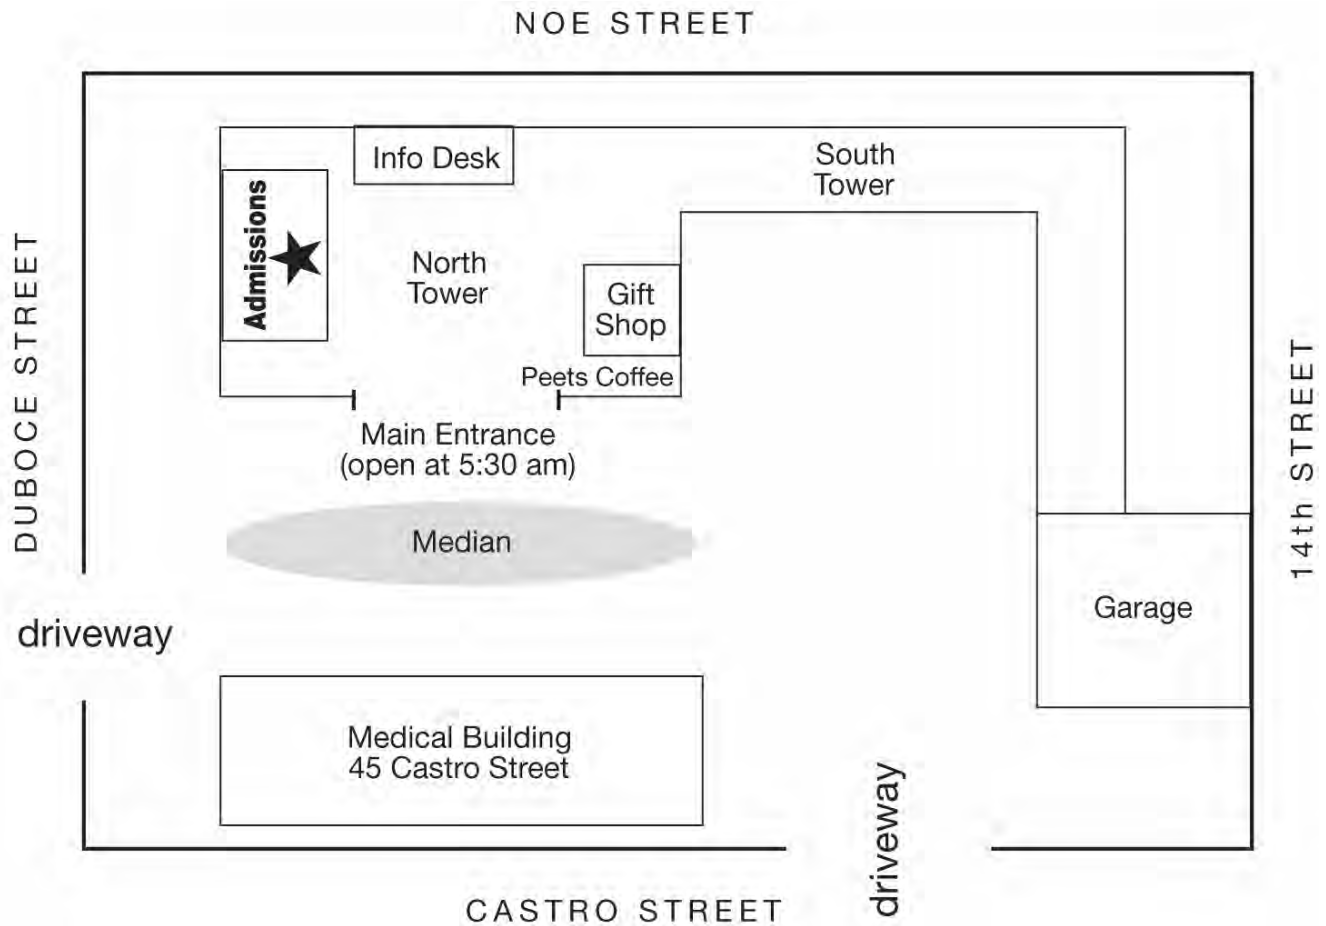 NOE STREET
Info Desk
South
Tower
Admissions
North
Tower
Gift
Shop
Peets Coffee
DUBOCE STREET
14th STREET
Main Entrance
(open at 5:30 am)
Median
Garage
driveway
Medical Building
45 Castro Street
driveway
CASTRO STREET